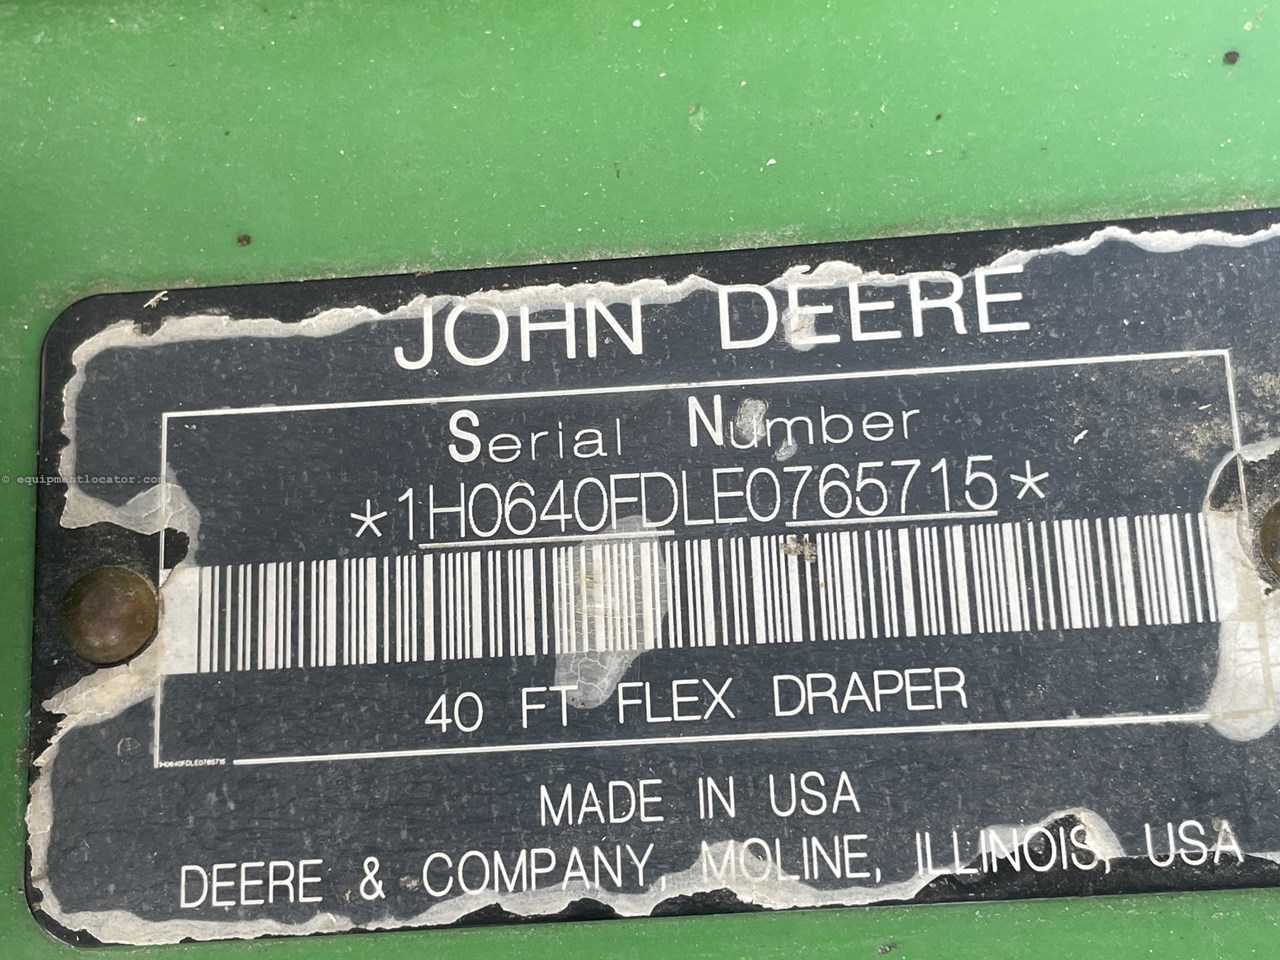 JOHN DEERE
Serial Number
*1H0640FDLE0765715*
40 FT FLEX DRAPER
1H0640FDLE0765715
MADE IN USA
DEERE & COMPANY, MOLINE, ILLINOIS, USA
© equipmentlocator.com